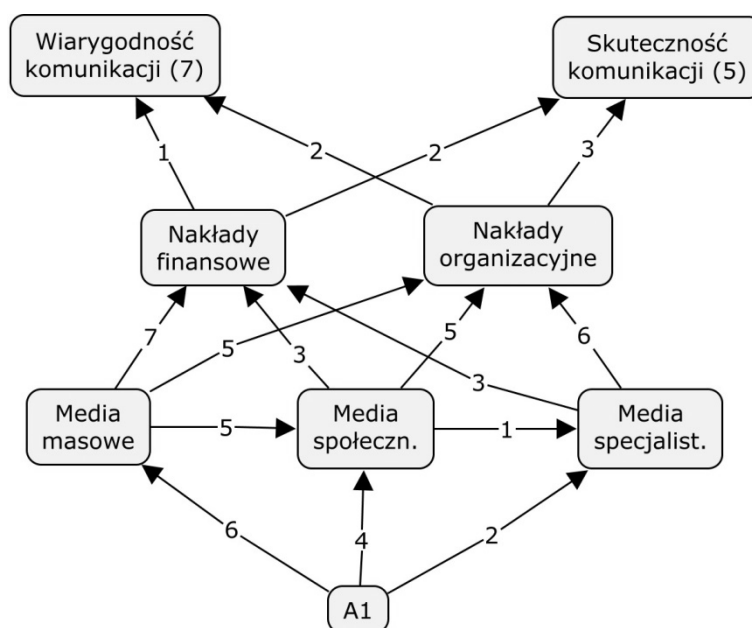 Wiarygodność
komunikacji (7)
Skuteczność
komunikacji (5)
1
2
2
3
Nakłady
finansowe
Nakłady
organizacyjne
7
5
3
5
3
6
Media
masowe
5
Media
społeczn.
1
Media
specjalist.
6
4
2
A1